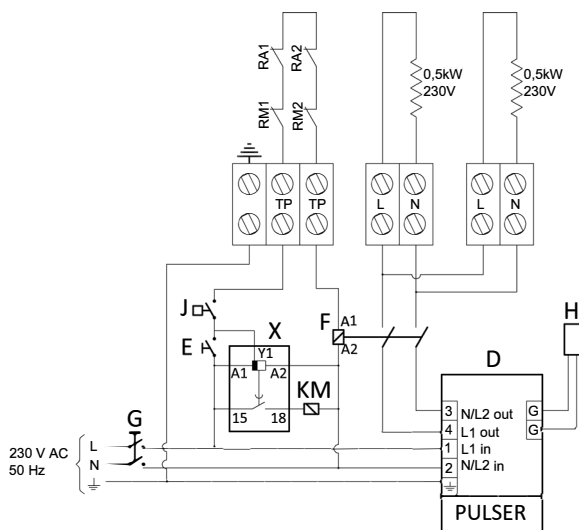 RA1
RA2
RM1
RM2
0,5kW
230V
0,5kW
230V
TP TP
L N
L N
J
E
X
Y1
A1 A2
15 18
KM
F
A1
A2
H
D
3 N/L2 out G
4 L1 out G
1 L1 in
2 N/L2 in
PULSER
G
230 V AC
50 Hz
L
N